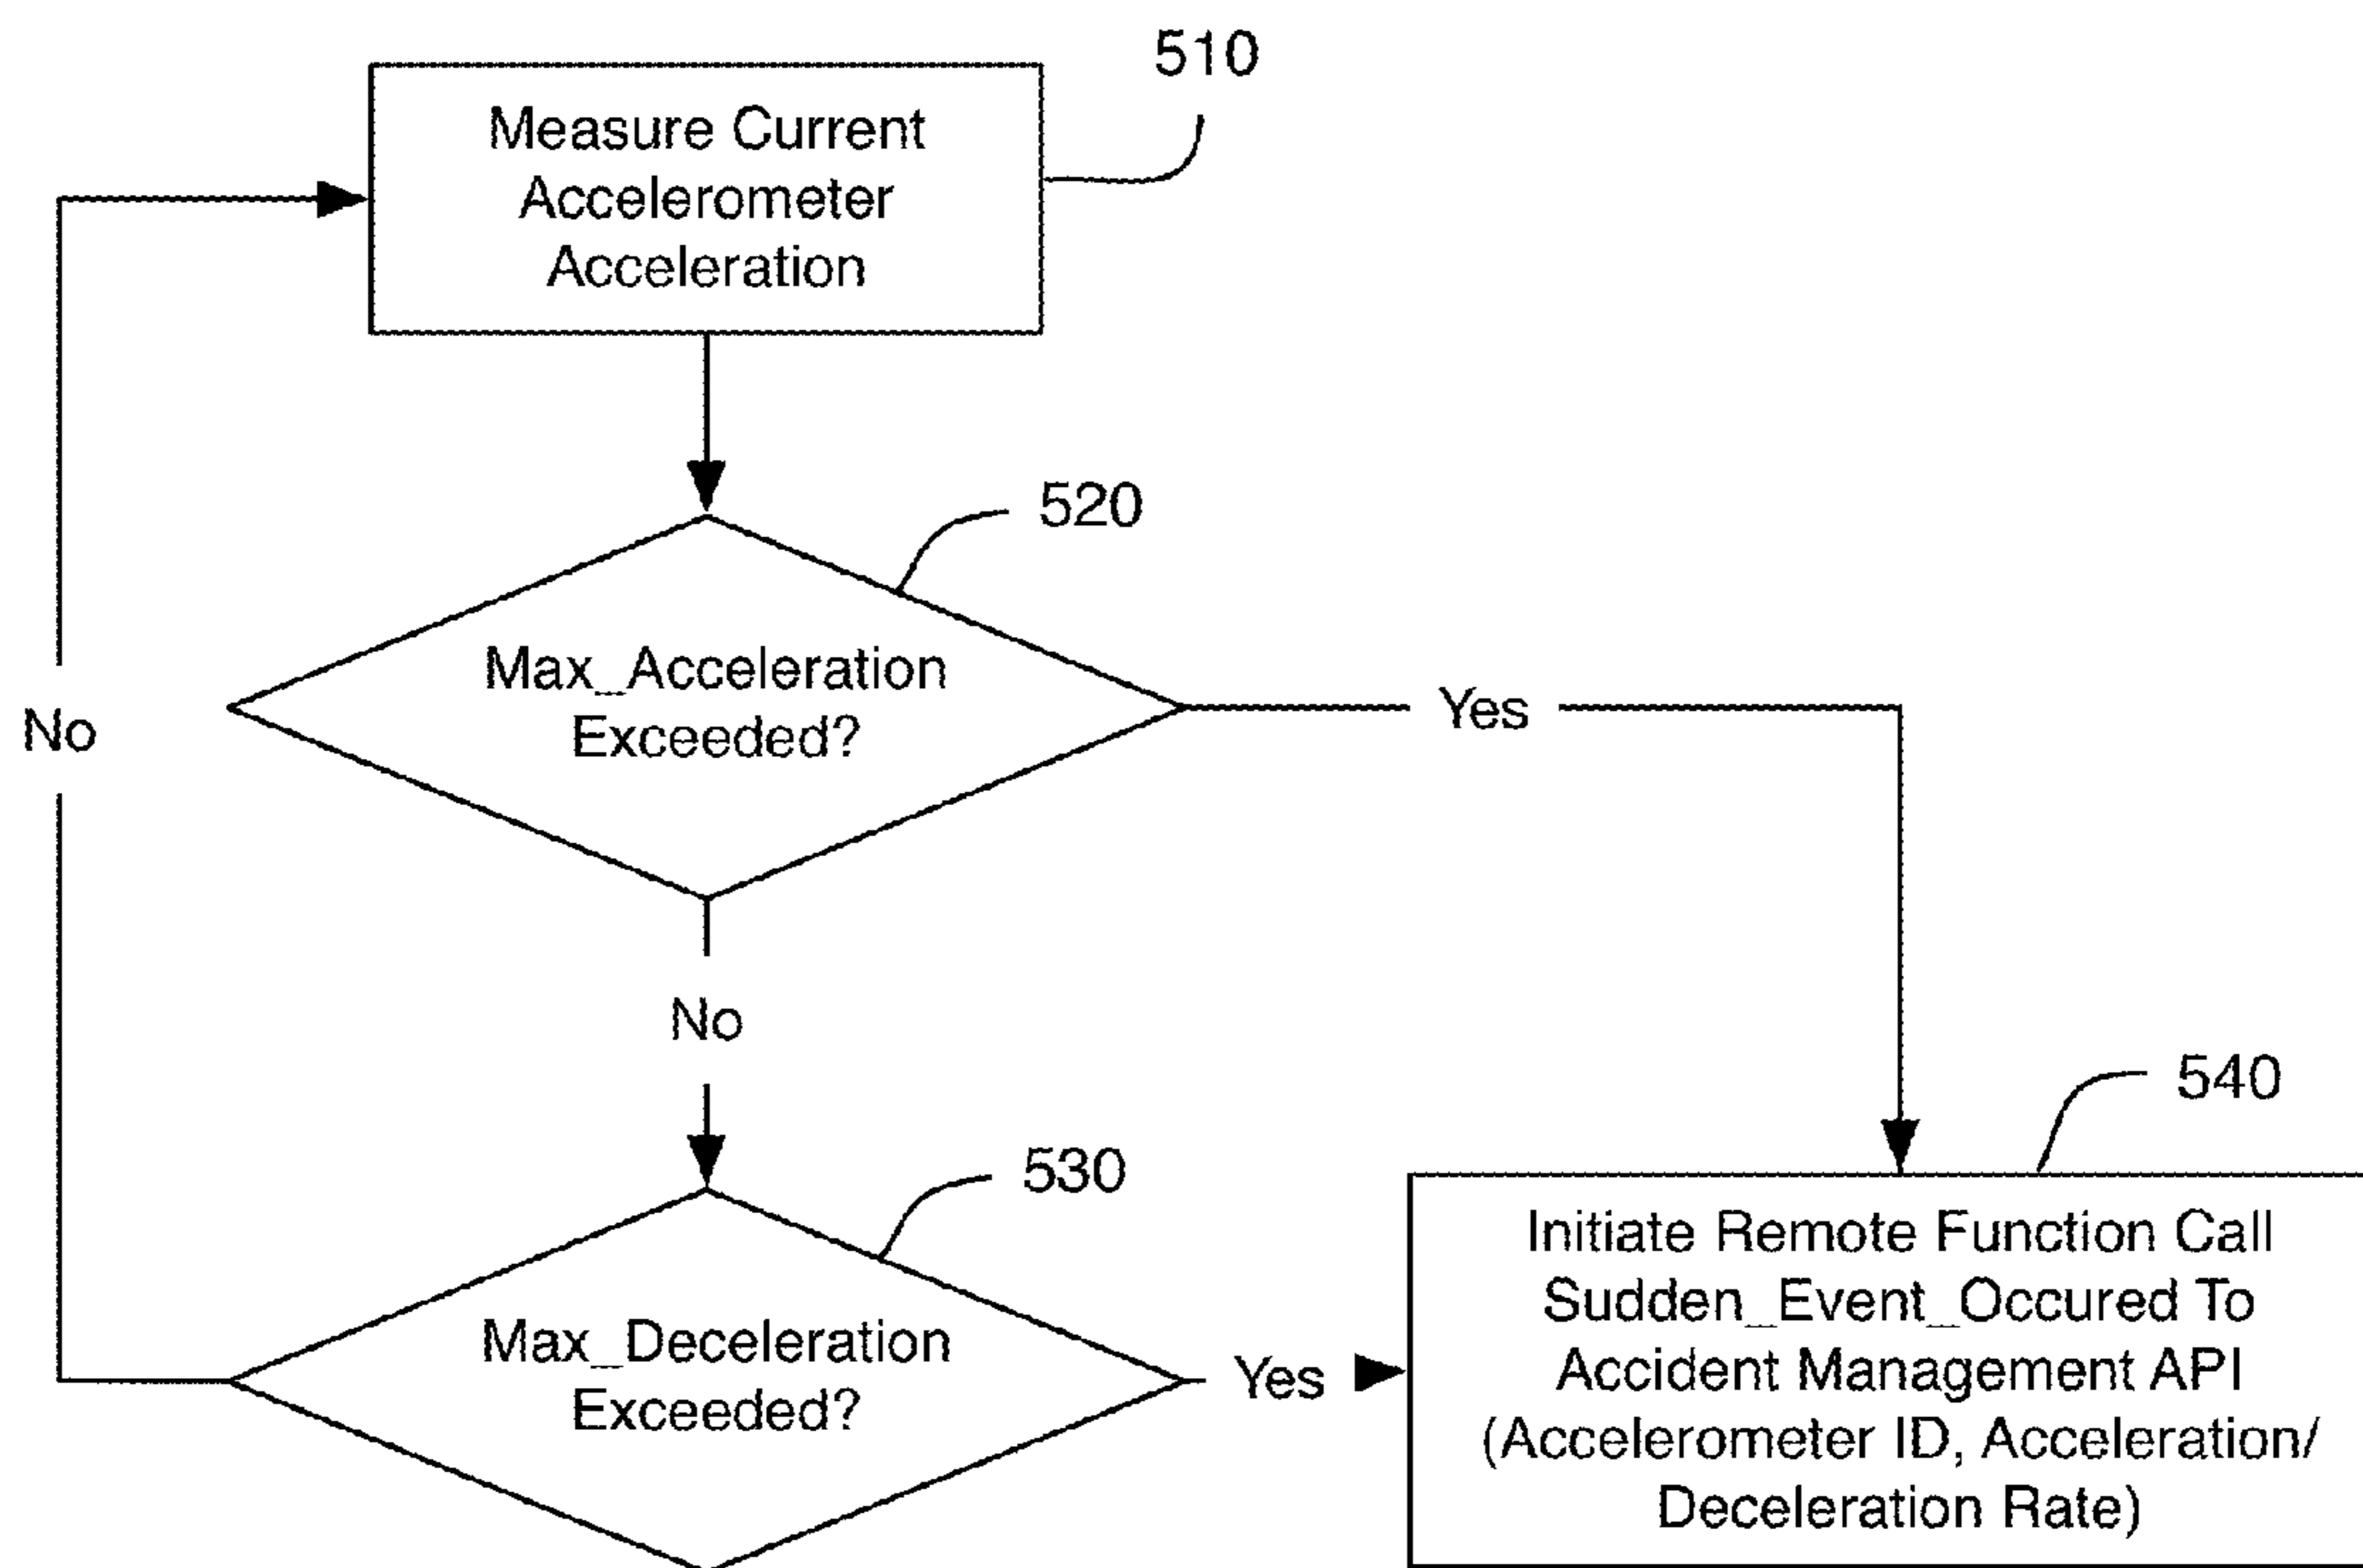 510
Measure Current
Accelerometer
Acceleration
520
Max_Acceleration
Exceeded?
Yes
No
No
540
530
Max_Deceleration
Exceeded?
Yes
Initiate Remote Function Call
Sudden_Event_Occured To
Accident Management API
(Accelerometer ID, Acceleration/
Deceleration Rate)